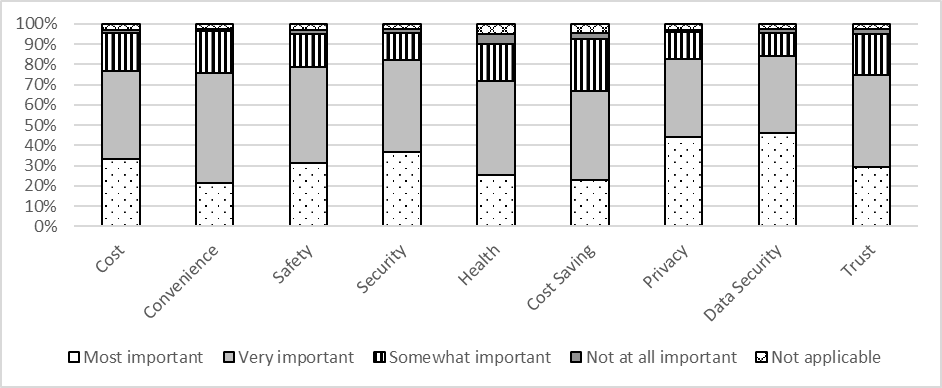 100%
90%
80%
70%
60%
50%
40%
30%
20%
10%
0%
Cost
Convenience
Safety
Security
Health
Cost Saving
Privacy
Data Security
Trust
Most important
Very important
Somewhat important
Not at all important
Not applicable